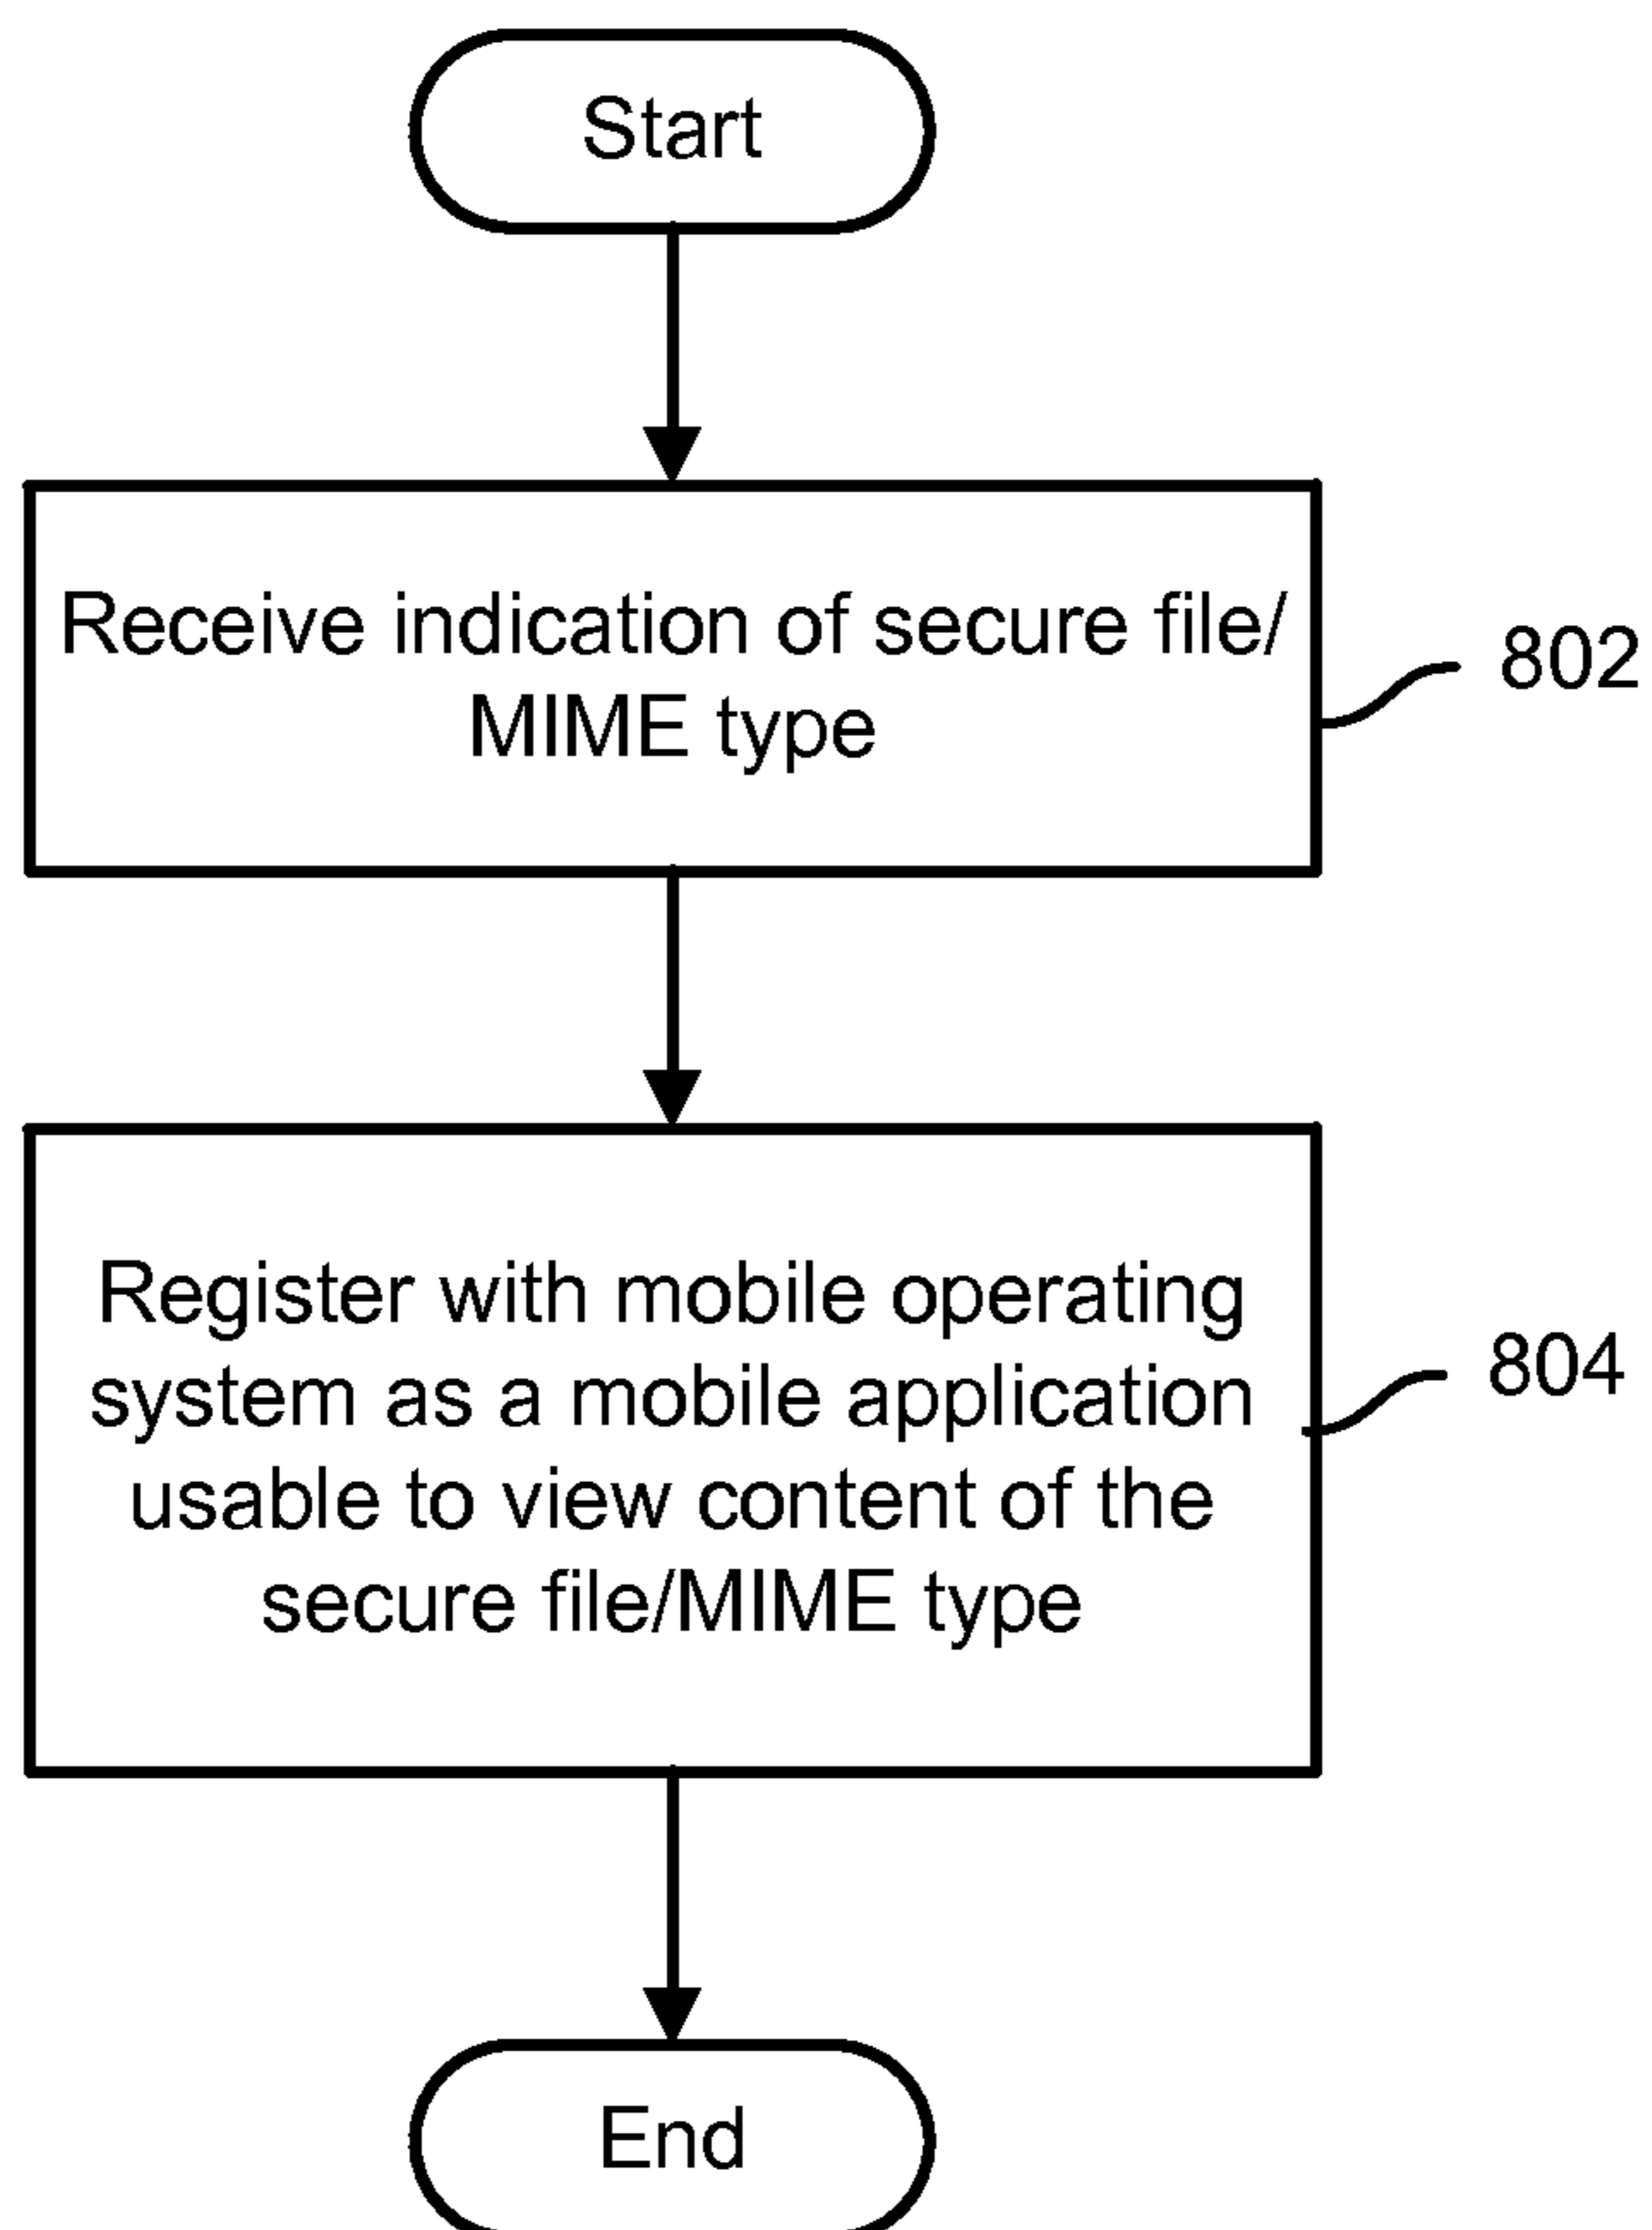 Start
Receive indication of secure file/
MIME type
802
Register with mobile operating
system as a mobile application
usable to view content of the
secure file/MIME type
804
End